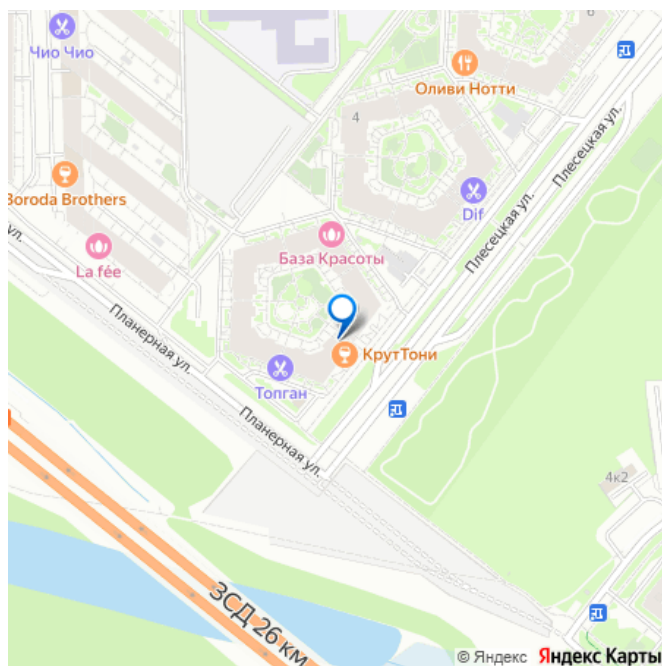 Чио Чио
6
Оливи Нотти
4
Плесецкая ул.
Boroda Brothers
Dif
Плесецкая ул.
ул.
La fée
База Красоты
Планерная ул.
КрутТони
Топган
Планерная ул.
4к2
ЗСД 26 км
© Яндекс Яндекс Карты